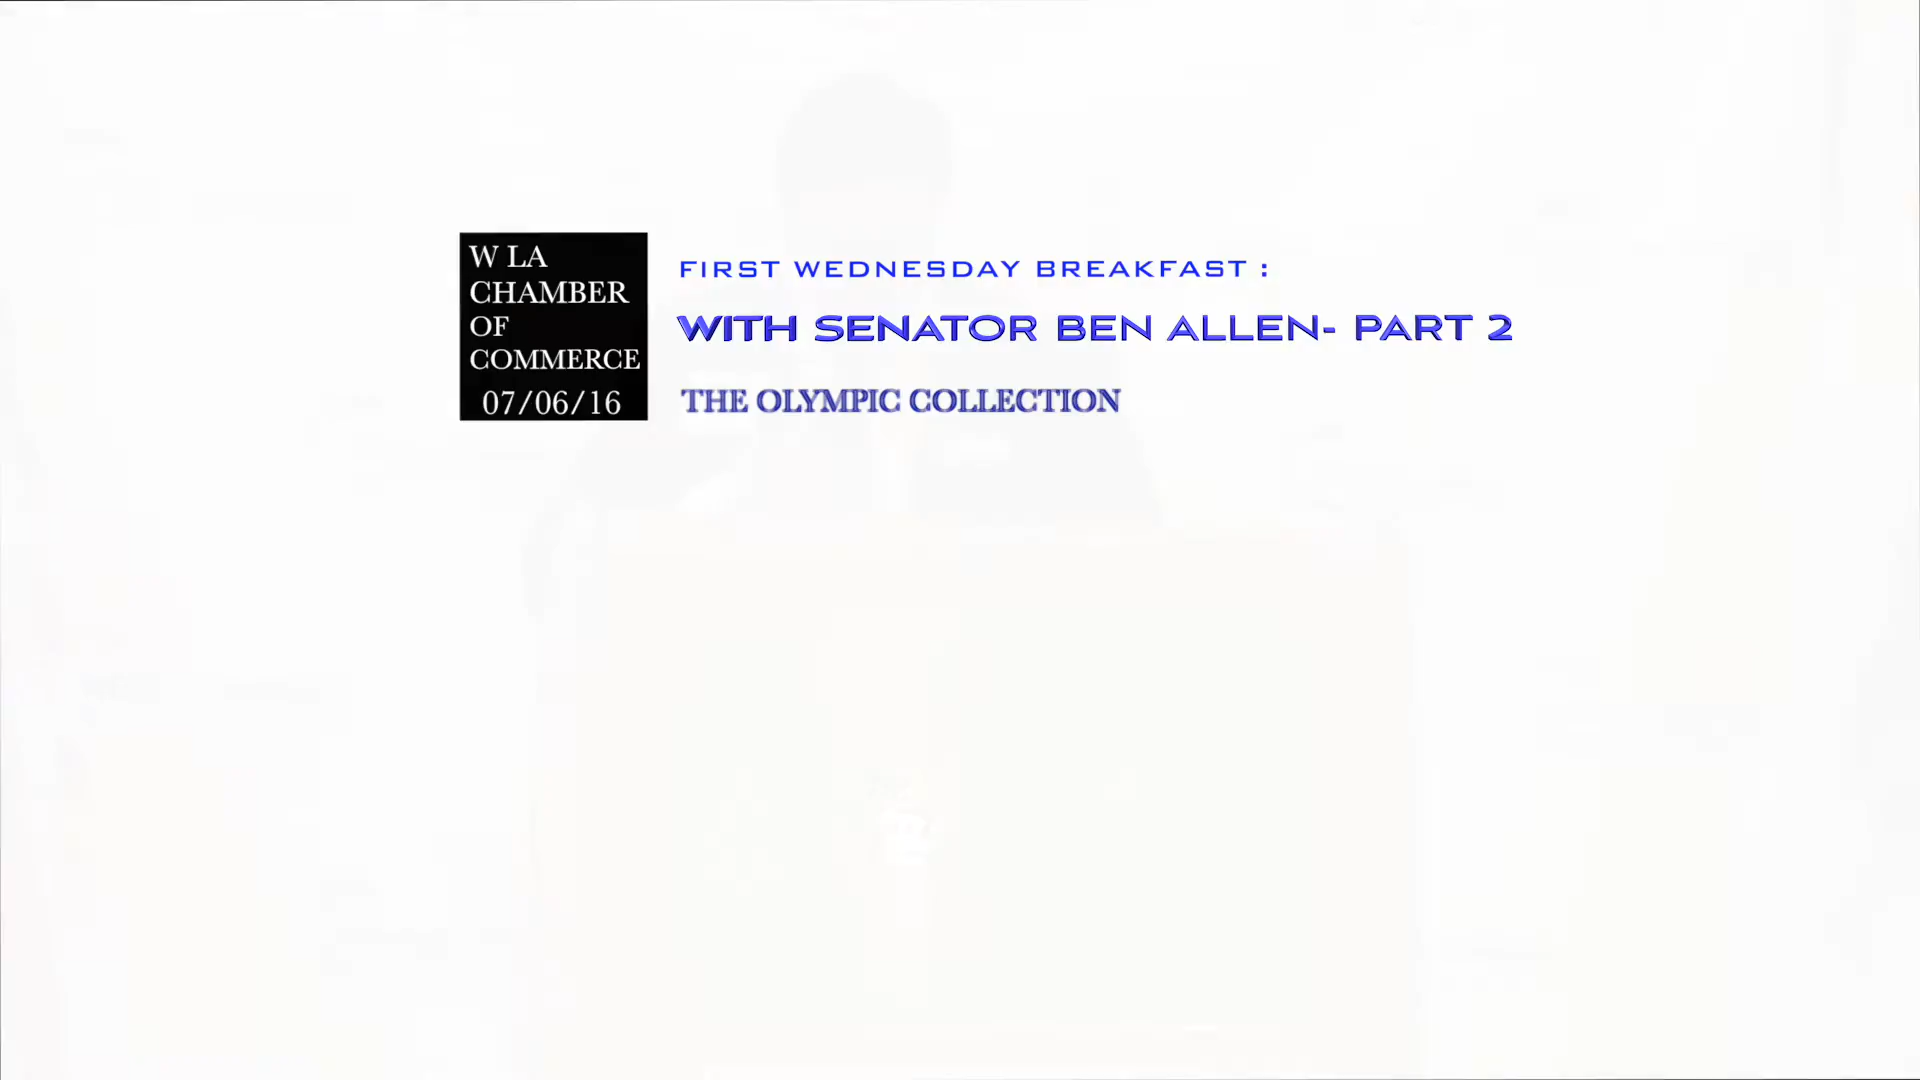 W LA
CHAMBER
OF
COMMERCE
07/06/16
FIRST WEDNESDAY BREAKFAST :
WITH SENATOR BEN ALLEN- PART 2
THE OLYMPIC COLLECTION